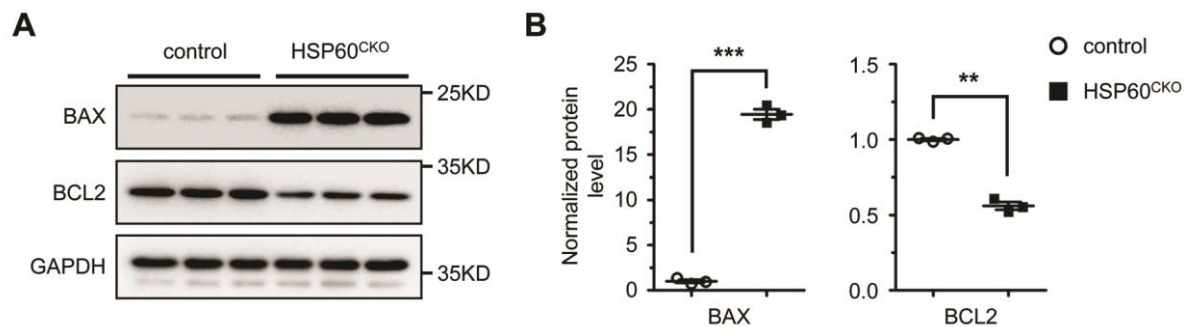 A
control HSP60CKO
25KD
BAX
35KD
BCL2
GAPDH
35KD
B
Normalized protein
level
25
20
15
10
5
0
***
BAX
1.5
1.0
0.5
0.0
**
BCL2
control
HSP60CKO